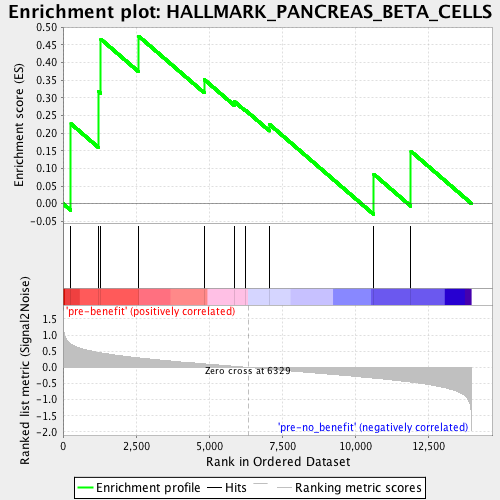 Enrichment plot: HALLMARK_PANCREAS_BETA_CELLS
Enrichment score (ES)
0.50
0.45
0.40
0.35
0.30
0.25
0.20
0.15
0.10
0.05
0.00
-0.05
'pre-benefit' (positively correlated)
Ranked list metric (Signal2Noise)
1.5
1.0
0.5
0.0
-0.5
-1.0
-1.5
-2.0
Zero cross at 6329
'pre-no_benefit' (negatively correlated)
0
2,500
5,000
7,500
10,000
12,500
Rank in Ordered Dataset
Enrichment profile
Hits
Ranking metric scores